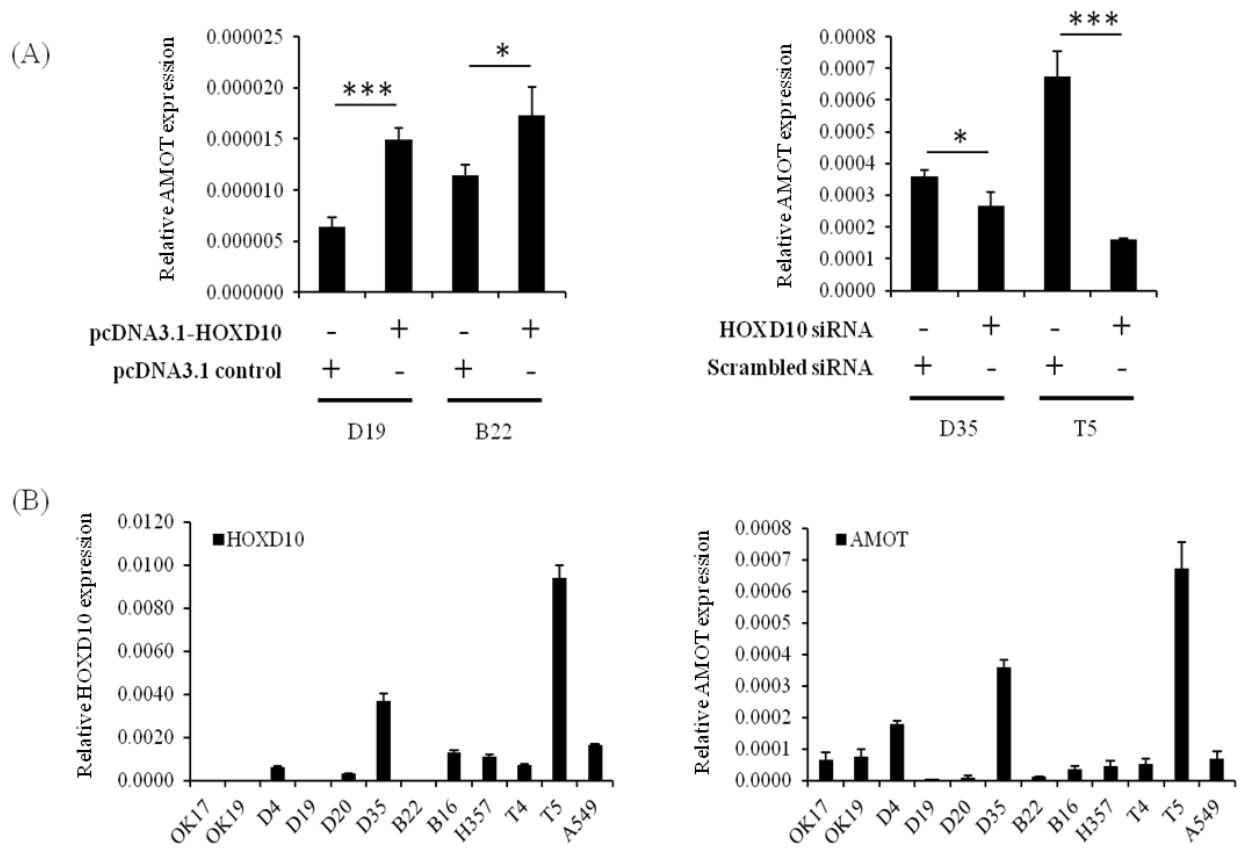 (A)
Relative AMOT expression
0.000025
0.000020
0.000015
0.000010
0.000005
0.000000
***
*
pcDNA3.1-HOXD10 - + - +
pcDNA3.1 control + - + -
D19 B22
Relative AMOT expression
0.0008
0.0007
0.0006
0.0005
0.0004
0.0003
0.0002
0.0001
0.0000
*
***
HOXD10 siRNA - + - +
Scrambled siRNA + - + -
D35 T5
(B)
Relative HOXD10 expression
0.0120
0.0100
0.0080
0.0060
0.0040
0.0020
0.0000
HOXD10
OK17 OK19 D4 D19 D20 D35 B22 B16 H357 T4 T5 A549
Relative AMOT expression
0.0008
0.0007
0.0006
0.0005
0.0004
0.0003
0.0002
0.0001
0.0000
AMOT
OK17 OK19 D4 D19 D20 D35 B22 B16 H357 T4 T5 A549